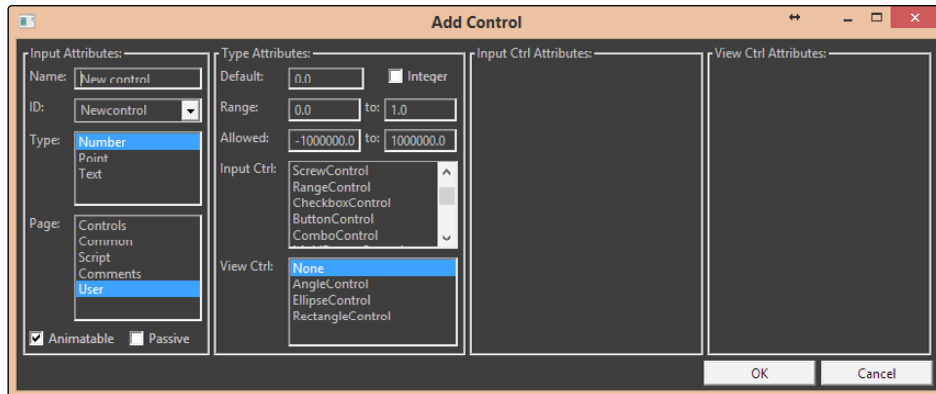 Add Control
Input Attributes:
Name: New control
ID: Newcontrol
Type: Number
Point
Text
Page: Controls
Common
Script
Comments
User
Animatable Passive
Type Attributes:
Default: 0.0 Integer
Range: 0.0 to: 1.0
Allowed: -1000000.0 to: 1000000.0
Input Ctrl: ScrewControl
RangeControl
CheckboxControl
ButtonControl
ComboControl
View Ctrl: None
AngleControl
EllipseControl
RectangleControl
Input Ctrl Attributes:
View Ctrl Attributes:
OK Cancel